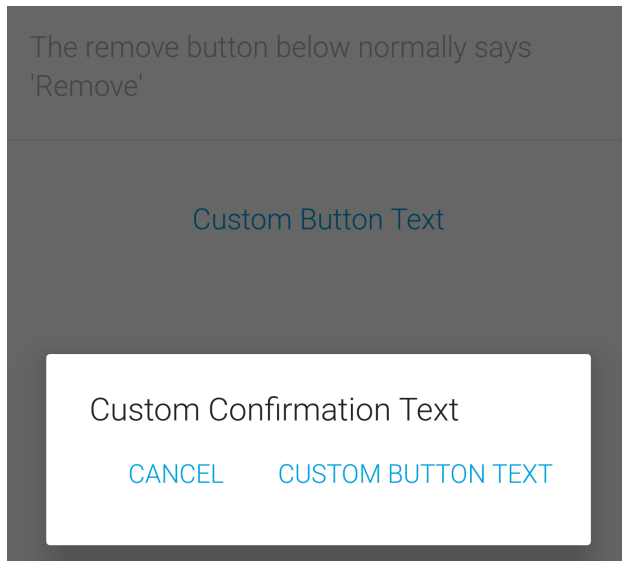 The remove button below normally says
'Remove'
Custom Button Text
Custom Confirmation Text
CANCEL CUSTOM BUTTON TEXT